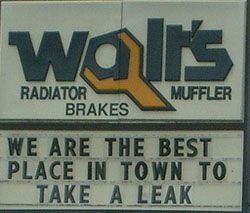 Walt's
RADIATOR MUFFLER
BRAKES
WE ARE THE BEST
PLACE IN TOWN TO
TAKE A LEAK